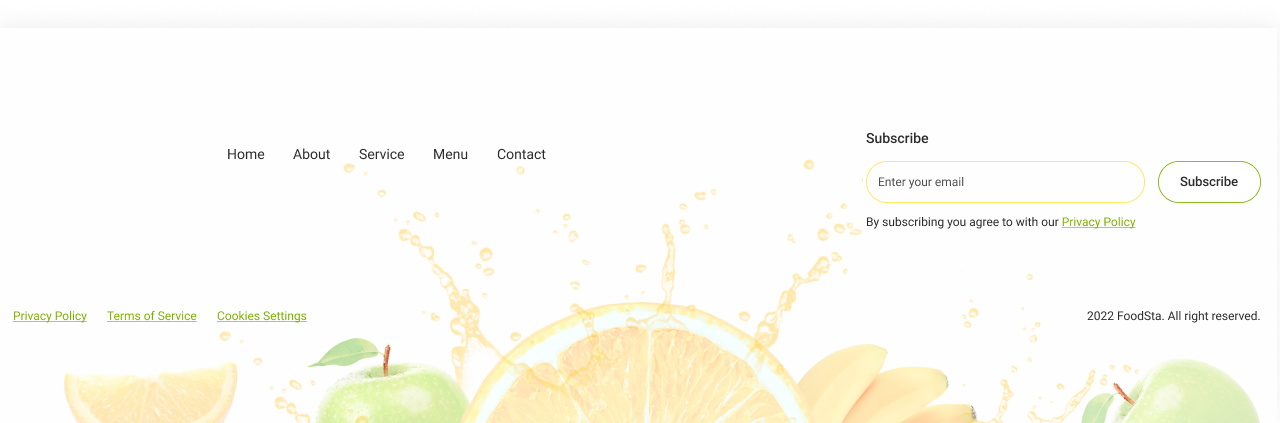 Home About Service Menu Contact
Subscribe
Enter your email
Subscribe
By subscribing you agree to with our Privacy Policy
Privacy Policy Terms of Service Cookies Settings
2022 FoodSta. All right reserved.